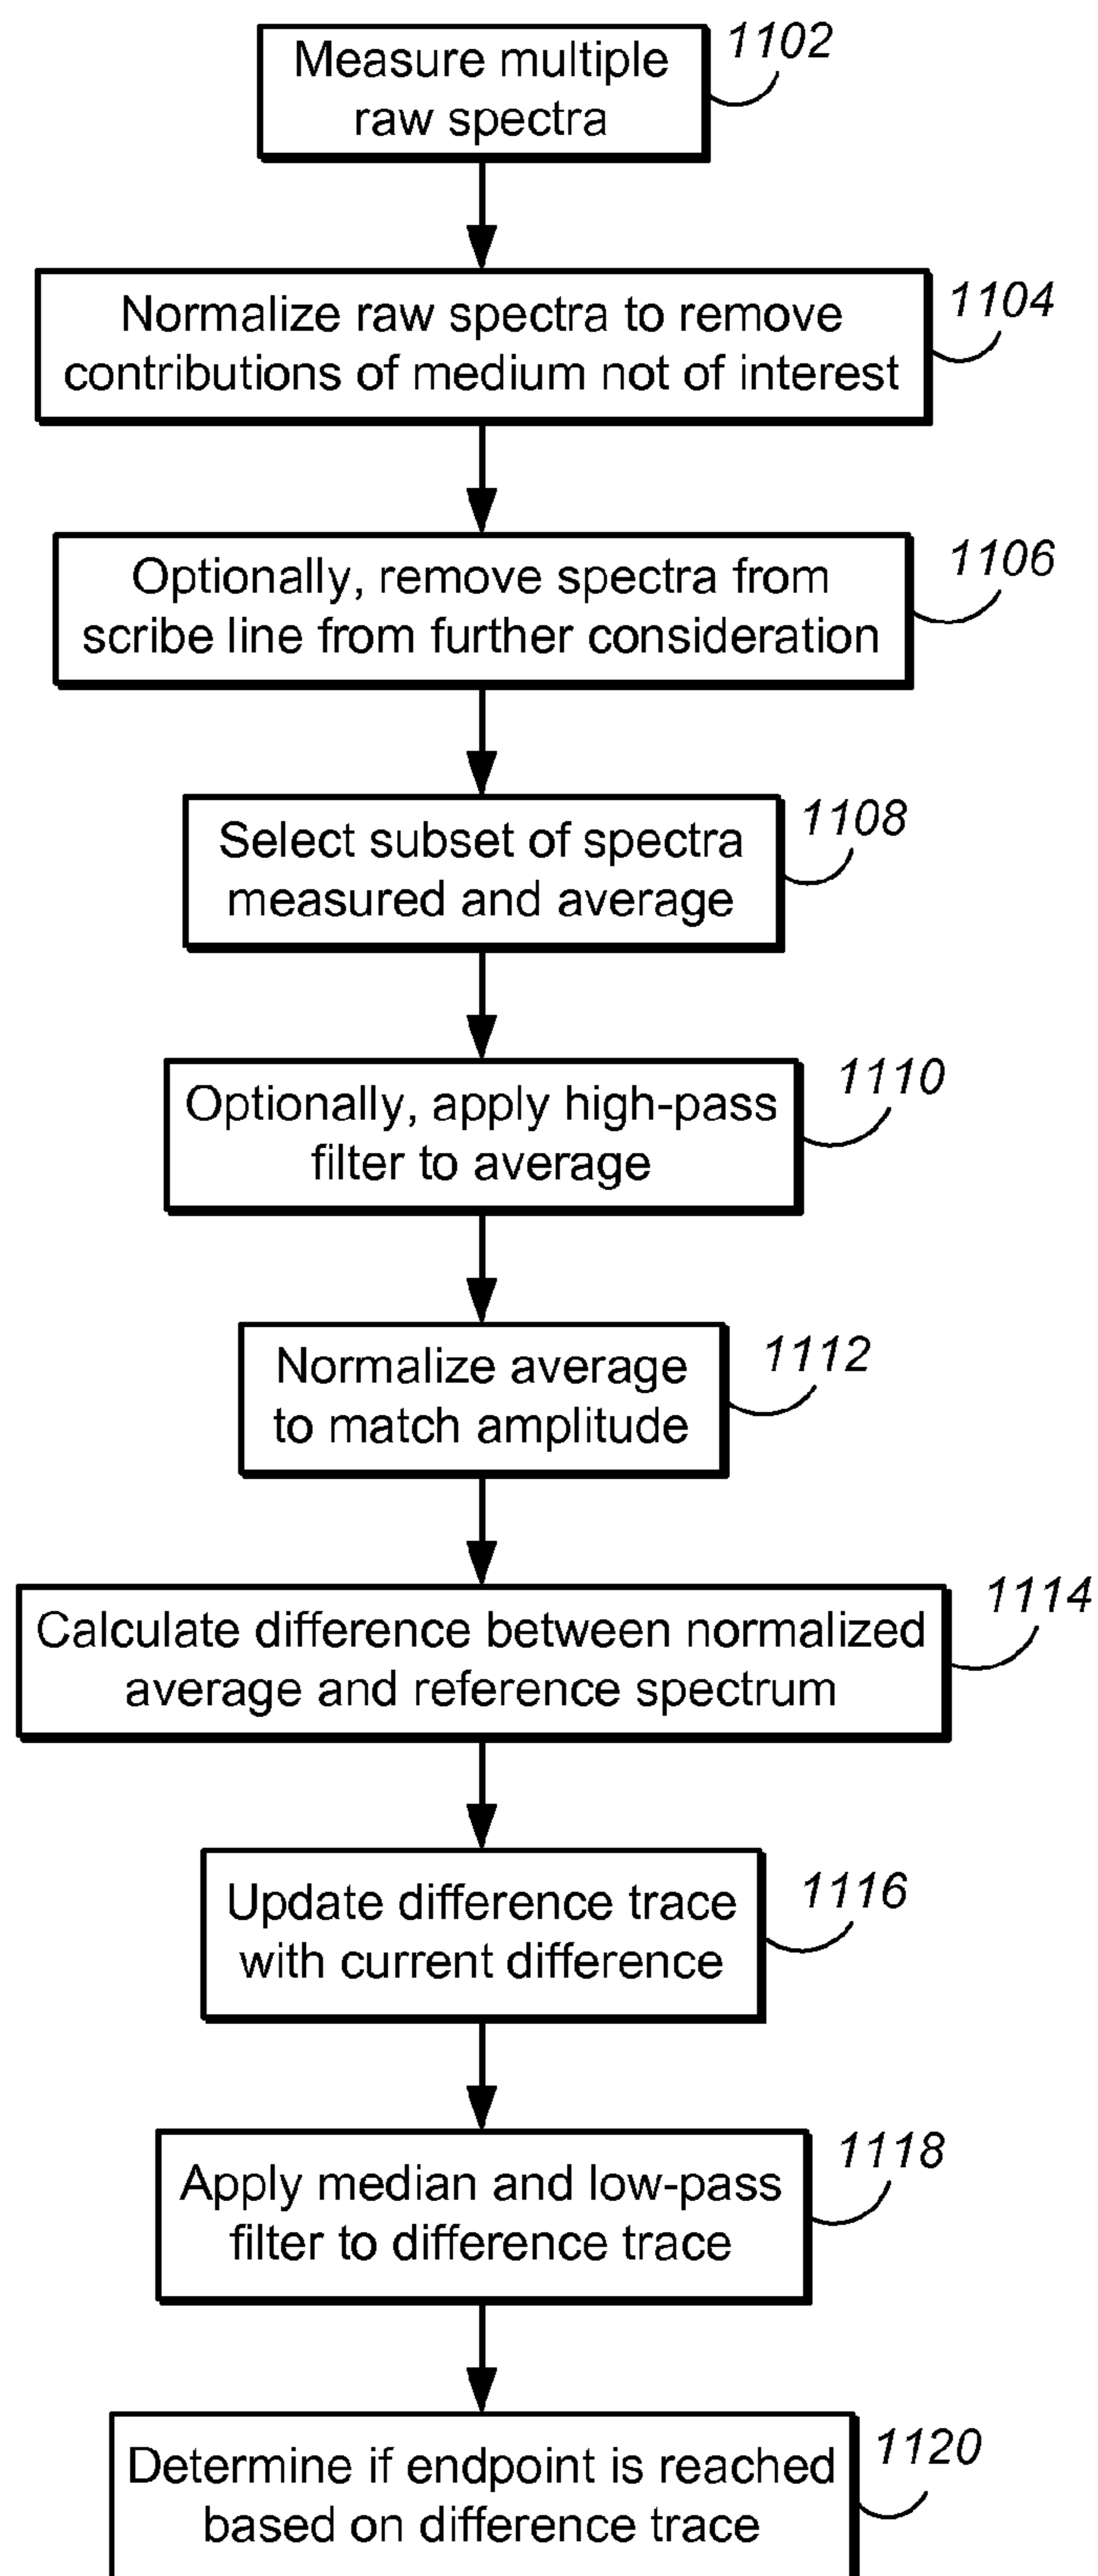 Measure multiple
raw spectra
1102
Normalize raw spectra to remove
contributions of medium not of interest
1104
Optionally, remove spectra from
scribe line from further consideration
1106
Select subset of spectra
measured and average
1108
Optionally, apply high-pass
filter to average
1110
Normalize average
to match amplitude
1112
Calculate difference between normalized
average and reference spectrum
1114
Update difference trace
with current difference
1116
Apply median and low-pass
filter to difference trace
1118
Determine if endpoint is reached
based on difference trace
1120